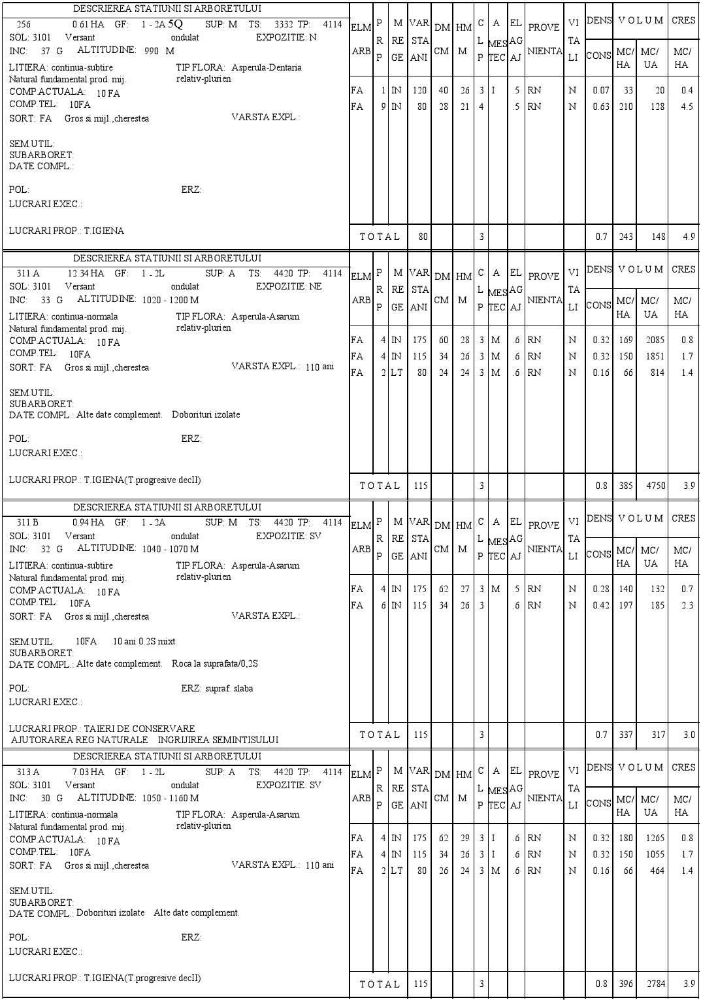 DESCRIEREA STATIUNII SI ARBORETULUI
256 0.61 HA GF: 1 - 2A 5Q SUP: M TS: 3332 TP: 4114
SOL: 3101 Versant ondulat EXPOZITIE: N
INC: 37 G ALTITUDINE: 990 M
LITIERA: continua-subtire TIP FLORA: Asperula-Dentaria
Natural fundamental prod. mij. relativ-plurien
COMP.ACTUALA: 10 FA
COMP.TEL: 10FA
SORT: FA Gros si mijl.,cherestea VARSTA EXPL.:
SEM.UTIL:
SUBARBORET:
DATE COMPL.:
POL: ERZ:
LUCRARI EXEC.:
LUCRARI PROP.: T.IGIENA
ELM P M VAR DM HM C A EL PROVE VI DENS V O L U M CRES
R RE STA L MES AG TA
ARB P GE ANI CM M P TEC AJ NIENTA LI CONS MC/ MC/ MC/
HA UA HA
FA 1 IN 120 40 26 3 I .5 RN N 0.07 33 20 0.4
FA 9 IN 80 28 21 4 .5 RN N 0.63 210 128 4.5
T O T A L 80 3 0.7 243 148 4.9
DESCRIEREA STATIUNII SI ARBORETULUI
311 A 12.34 HA GF: 1 - 2L SUP: A TS: 4420 TP: 4114
SOL: 3101 Versant ondulat EXPOZITIE: NE
INC: 33 G ALTITUDINE: 1020 - 1200 M
LITIERA: continua-normala TIP FLORA: Asperula-Asarum
Natural fundamental prod. mij. relativ-plurien
COMP.ACTUALA: 10 FA
COMP.TEL: 10FA
SORT: FA Gros si mijl.,cherestea VARSTA EXPL.: 110 ani
SEM.UTIL:
SUBARBORET:
DATE COMPL.: Alte date complement. Doborituri izolate
POL: ERZ:
LUCRARI EXEC.:
LUCRARI PROP.: T.IGIENA(T.progresive decII)
ELM P M VAR DM HM C A EL PROVE VI DENS V O L U M CRES
R RE STA L MES AG TA
ARB P GE ANI CM M P TEC AJ NIENTA LI CONS MC/ MC/ MC/
HA UA HA
FA 4 IN 175 60 28 3 M .6 RN N 0.32 169 2085 0.8
FA 4 IN 115 34 26 3 M .6 RN N 0.32 150 1851 1.7
FA 2 LT 80 24 24 3 M .6 RN N 0.16 66 814 1.4
T O T A L 115 3 0.8 385 4750 3.9
DESCRIEREA STATIUNII SI ARBORETULUI
311 B 0.94 HA GF: 1 - 2A SUP: M TS: 4420 TP: 4114
SOL: 3101 Versant ondulat EXPOZITIE: SV
INC: 32 G ALTITUDINE: 1040 - 1070 M
LITIERA: continua-subtire TIP FLORA: Asperula-Asarum
Natural fundamental prod. mij. relativ-plurien
COMP.ACTUALA: 10 FA
COMP.TEL: 10FA
SORT: FA Gros si mijl.,cherestea VARSTA EXPL.:
SEM.UTIL: 10FA 10 ani 0.2S mixt
SUBARBORET:
DATE COMPL.: Alte date complement. Roca la suprafata/0,2S
POL: ERZ: supraf. slaba
LUCRARI EXEC.:
LUCRARI PROP.: TAIERI DE CONSERVARE
AJUTORAREA REG NATURALE INGRIJIREA SEMINTISULUI
ELM P M VAR DM HM C A EL PROVE VI DENS V O L U M CRES
R RE STA L MES AG TA
ARB P GE ANI CM M P TEC AJ NIENTA LI CONS MC/ MC/ MC/
HA UA HA
FA 4 IN 175 62 27 3 M .5 RN N 0.28 140 132 0.7
FA 6 IN 115 34 26 3 .6 RN N 0.42 197 185 2.3
T O T A L 115 3 0.7 337 317 3.0
DESCRIEREA STATIUNII SI ARBORETULUI
313 A 7.03 HA GF: 1 - 2L SUP: A TS: 4420 TP: 4114
SOL: 3101 Versant ondulat EXPOZITIE: SV
INC: 30 G ALTITUDINE: 1050 - 1160 M
LITIERA: continua-normala TIP FLORA: Asperula-Asarum
Natural fundamental prod. mij. relativ-plurien
COMP.ACTUALA: 10 FA
COMP.TEL: 10FA
SORT: FA Gros si mijl.,cherestea VARSTA EXPL.: 110 ani
SEM.UTIL:
SUBARBORET:
DATE COMPL.: Doborituri izolate Alte date complement.
POL: ERZ:
LUCRARI EXEC.:
LUCRARI PROP.: T.IGIENA(T.progresive decII)
ELM P M VAR DM HM C A EL PROVE VI DENS V O L U M CRES
R RE STA L MES AG TA
ARB P GE ANI CM M P TEC AJ NIENTA LI CONS MC/ MC/ MC/
HA UA HA
FA 4 IN 175 62 29 3 I .6 RN N 0.32 180 1265 0.8
FA 4 IN 115 34 26 3 I .6 RN N 0.32 150 1055 1.7
FA 2 LT 80 26 24 3 M .6 RN N 0.16 66 464 1.4
T O T A L 115 3 0.8 396 2784 3.9